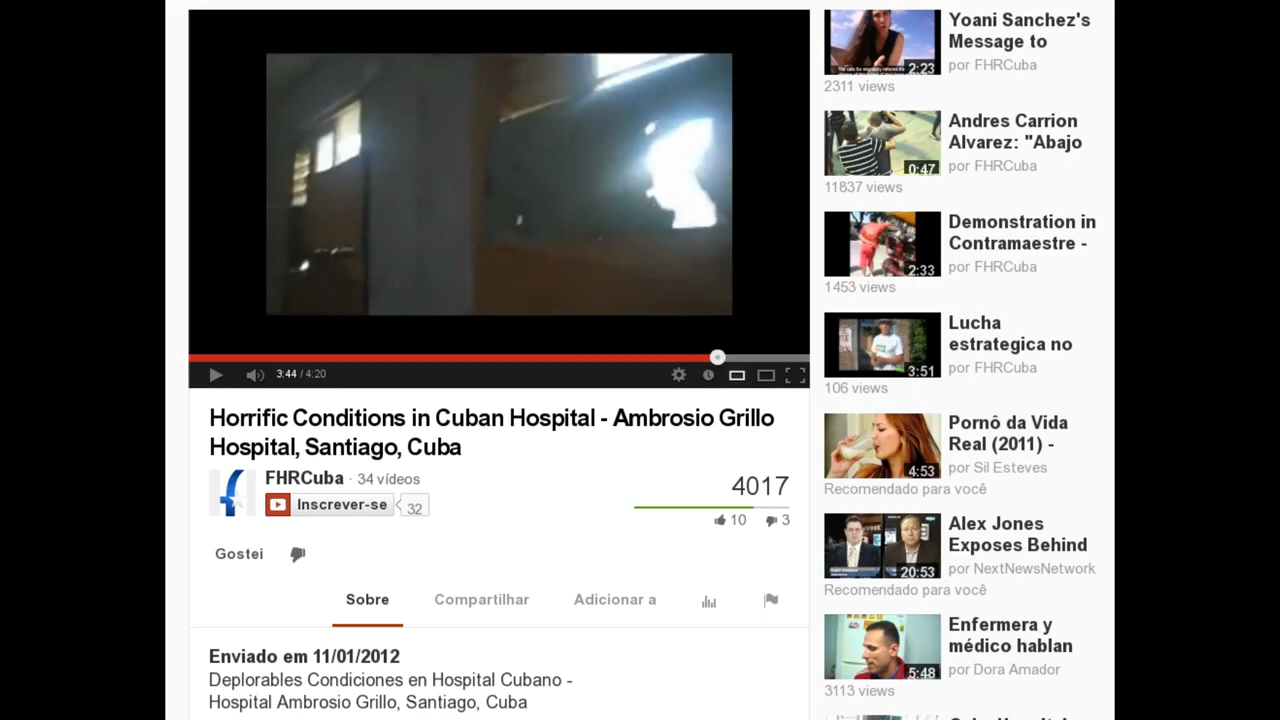 3:44 / 4:20
Horrific Conditions in Cuban Hospital - Ambrosio Grillo
Hospital, Santiago, Cuba
FHRCuba · 34 vídeos
Inscrever-se
32
4017
10
3
Gostei
Sobre
Compartilhar
Adicionar a
Enviado em 11/01/2012
Deplorables Condiciones en Hospital Cubano -
Hospital Ambrosio Grillo, Santiago, Cuba
Yoani Sanchez's
Message to
por FHRCuba
2:23
2311 views
Andres Carrion
Alvarez: "Abajo
por FHRCuba
0:47
11837 views
Demonstration in
Contramaestre -
por FHRCuba
2:33
1453 views
Lucha
estrategica no
por FHRCuba
3:51
106 views
Pornô da Vida
Real (2011) -
por Sil Esteves
4:53
Recomendado para você
Alex Jones
Exposes Behind
por NextNewsNetwork
20:53
Recomendado para você
Enfermera y
médico hablan
por Dora Amador
5:48
3113 views